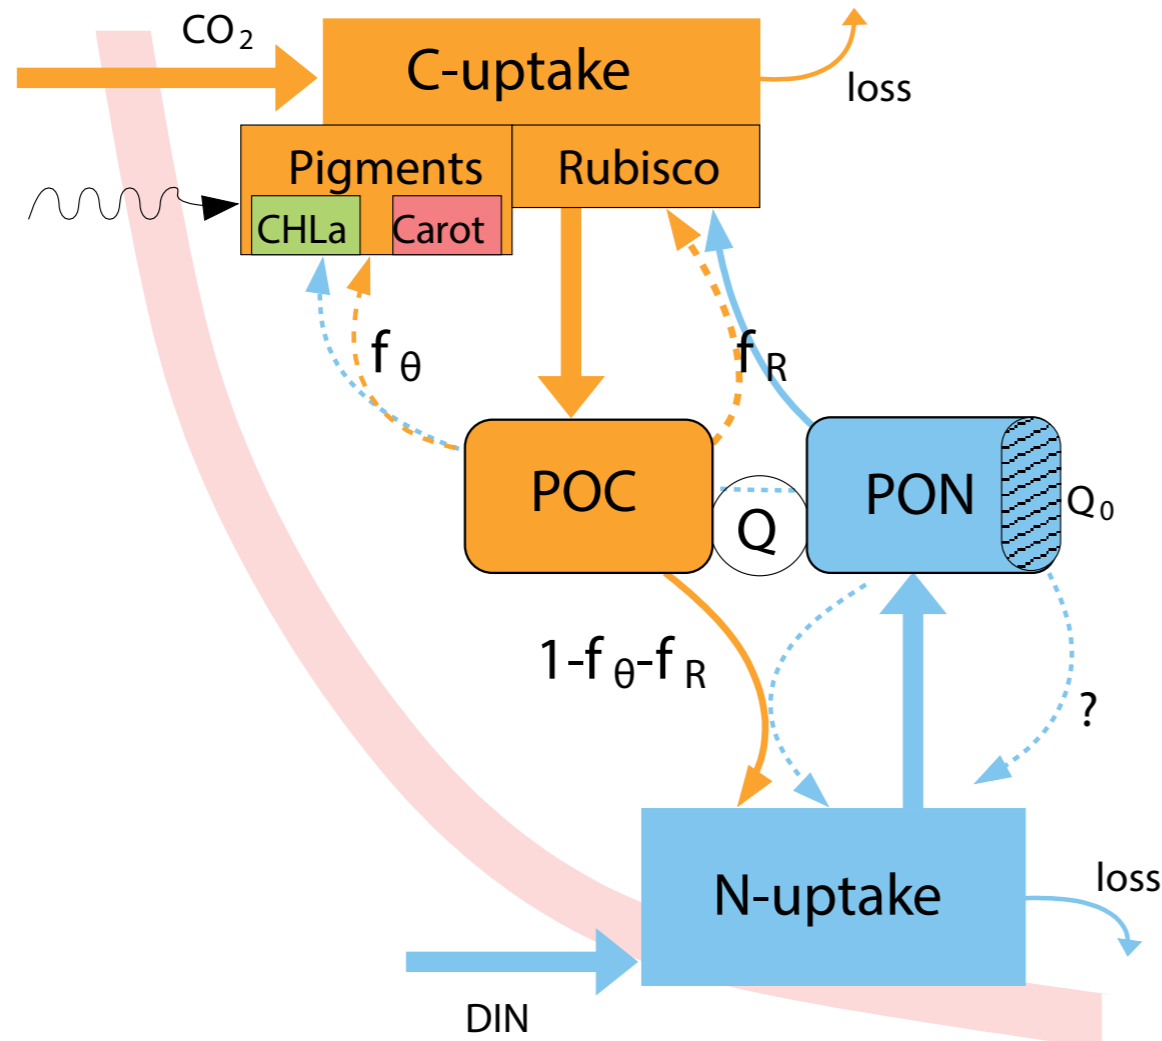 CO2
C-uptake
loss
Pigments
Rubisco
CHLa
Carot
fθ
fR
POC
Q
PON
Q0
1-fθ-fR
?
N-uptake
loss
DIN